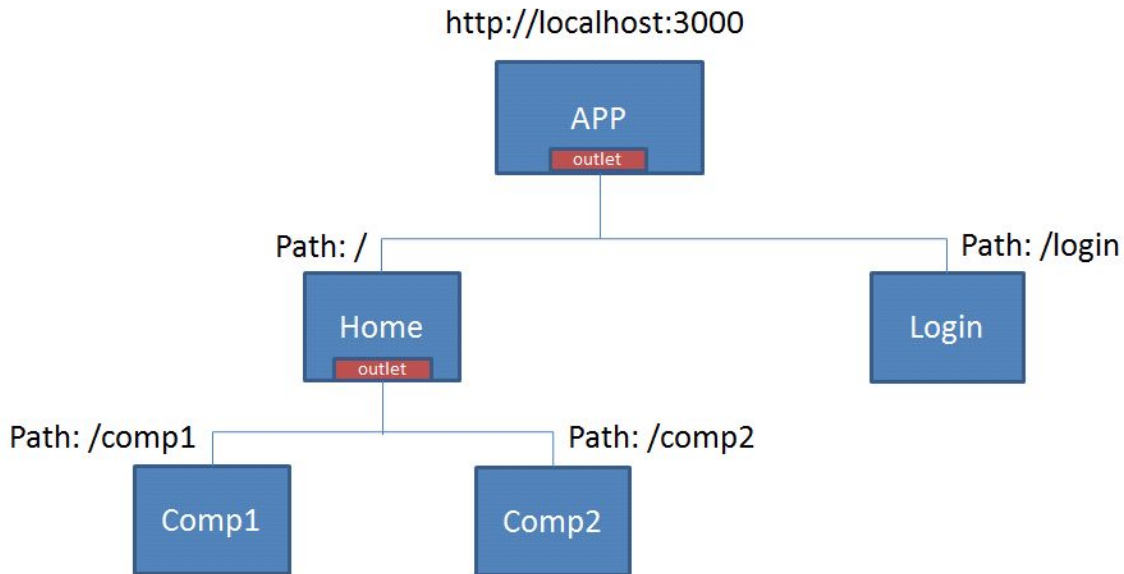 http://localhost:3000
APP
outlet
Path: /
Path: /login
Home
Login
outlet
Path: /comp1
Path: /comp2
Comp1
Comp2